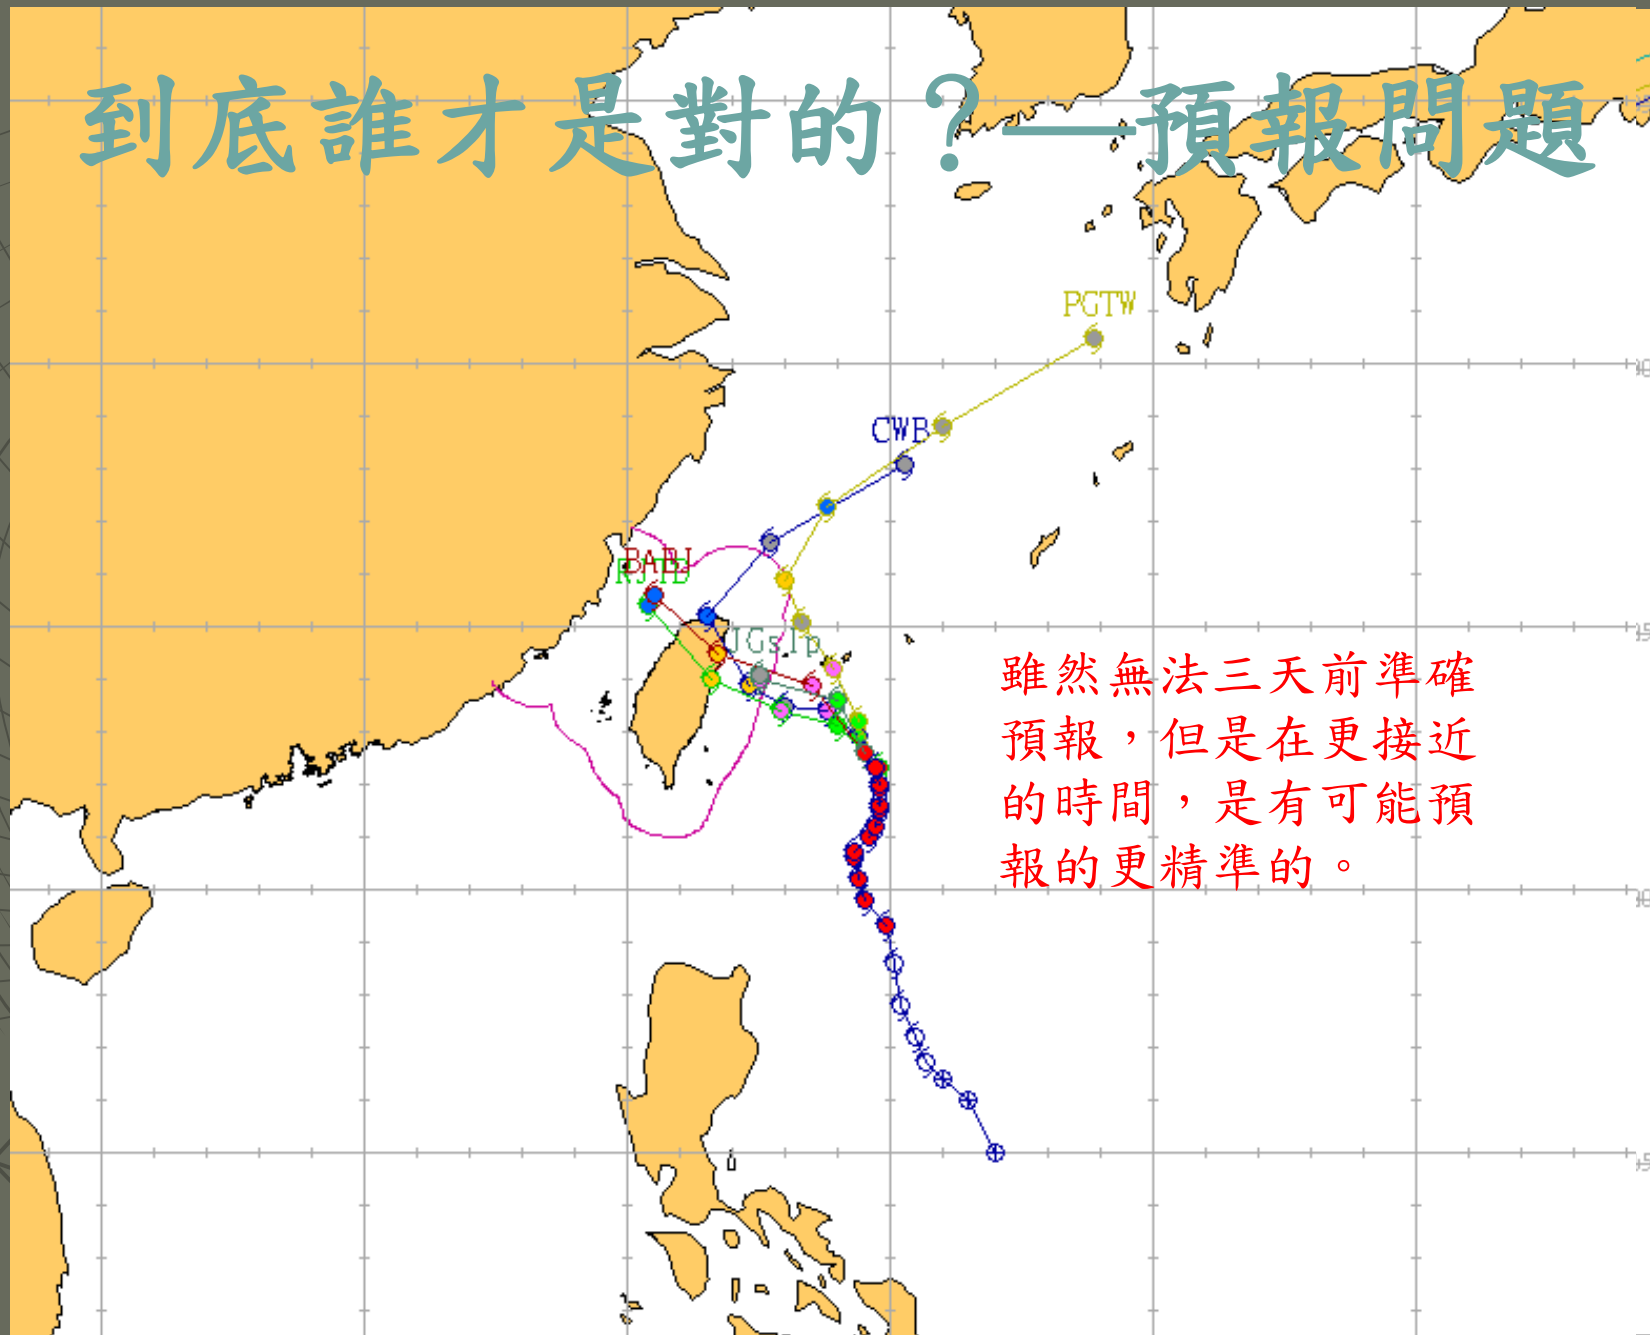 到底誰才是對的？—預報問題
PGTW
CWB
BABJ
RJTD
JGsTp
雖然無法三天前準確
預報，但是在更接近
的時間，是有可能預
報的更精準的。